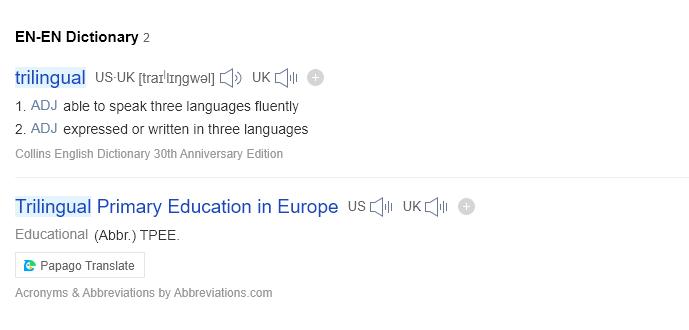 EN-EN Dictionary 2
trilingual US·UK [traɪˈlɪŋgwəl] UK
1. ADJ able to speak three languages fluently
2. ADJ expressed or written in three languages
Collins English Dictionary 30th Anniversary Edition
Trilingual Primary Education in Europe US UK
Educational (Abbr.) TPEE.
Papago Translate
Acronyms & Abbreviations by Abbreviations.com